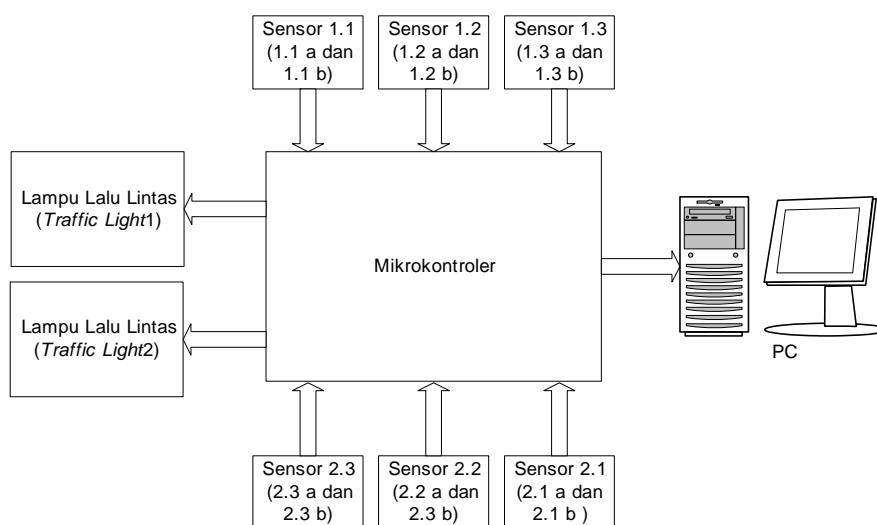 Sensor 1.1
(1.1 a dan
1.1 b)
Sensor 1.2
(1.2 a dan
1.2 b)
Sensor 1.3
(1.3 a dan
1.3 b)
Lampu Lalu Lintas
(Traffic Light1)
Mikrokontroler
Lampu Lalu Lintas
(Traffic Light2)
PC
Sensor 2.3
(2.3 a dan
2.3 b)
Sensor 2.2
(2.2 a dan
2.3 b)
Sensor 2.1
(2.1 a dan
2.1 b )